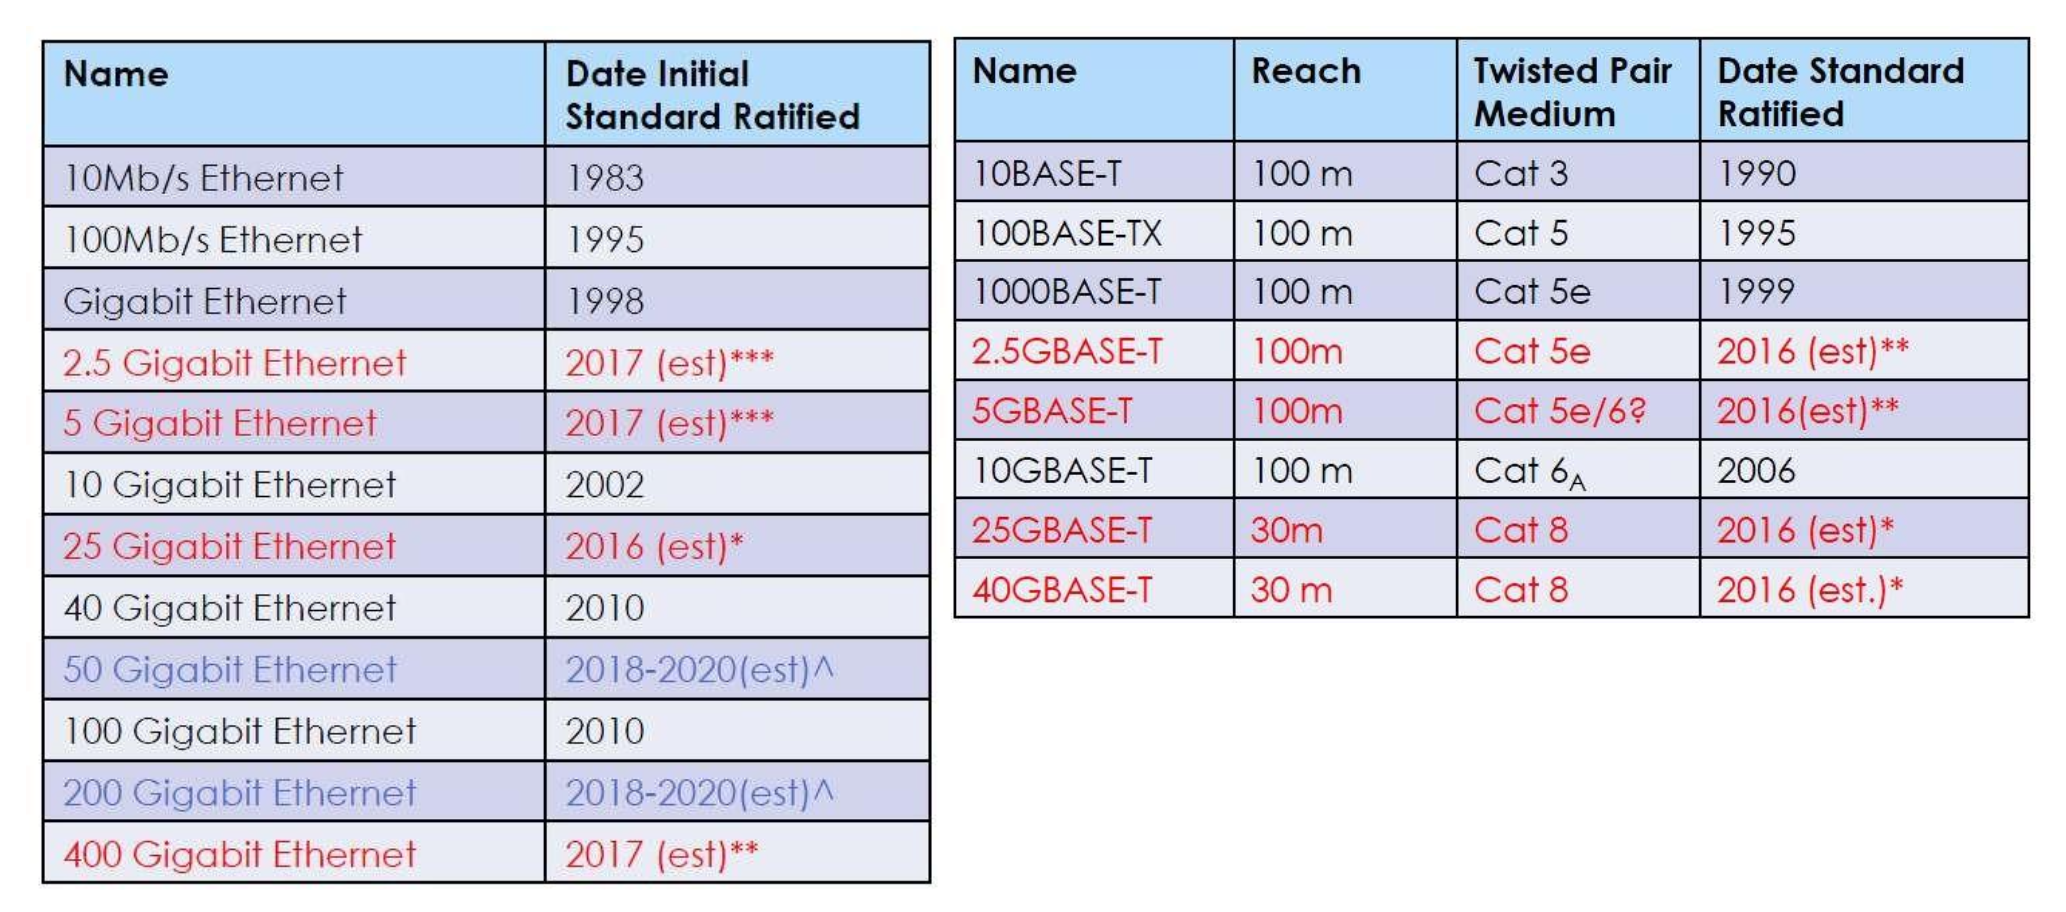 Name Date Initial
Standard Ratified
10Mb/s Ethernet 1983
100Mb/s Ethernet 1995
Gigabit Ethernet 1998
2.5 Gigabit Ethernet 2017 (est)***
5 Gigabit Ethernet 2017 (est)***
10 Gigabit Ethernet 2002
25 Gigabit Ethernet 2016 (est)*
40 Gigabit Ethernet 2010
50 Gigabit Ethernet 2018-2020(est)^
100 Gigabit Ethernet 2010
200 Gigabit Ethernet 2018-2020(est)^
400 Gigabit Ethernet 2017 (est)**
Name Reach Twisted Pair Date Standard
Medium Ratified
10BASE-T 100 m Cat 3 1990
100BASE-TX 100 m Cat 5 1995
1000BASE-T 100 m Cat 5e 1999
2.5GBASE-T 100m Cat 5e 2016 (est)**
5GBASE-T 100m Cat 5e/6? 2016(est)**
10GBASE-T 100 m Cat 6A 2006
25GBASE-T 30m Cat 8 2016 (est)*
40GBASE-T 30 m Cat 8 2016 (est.)*